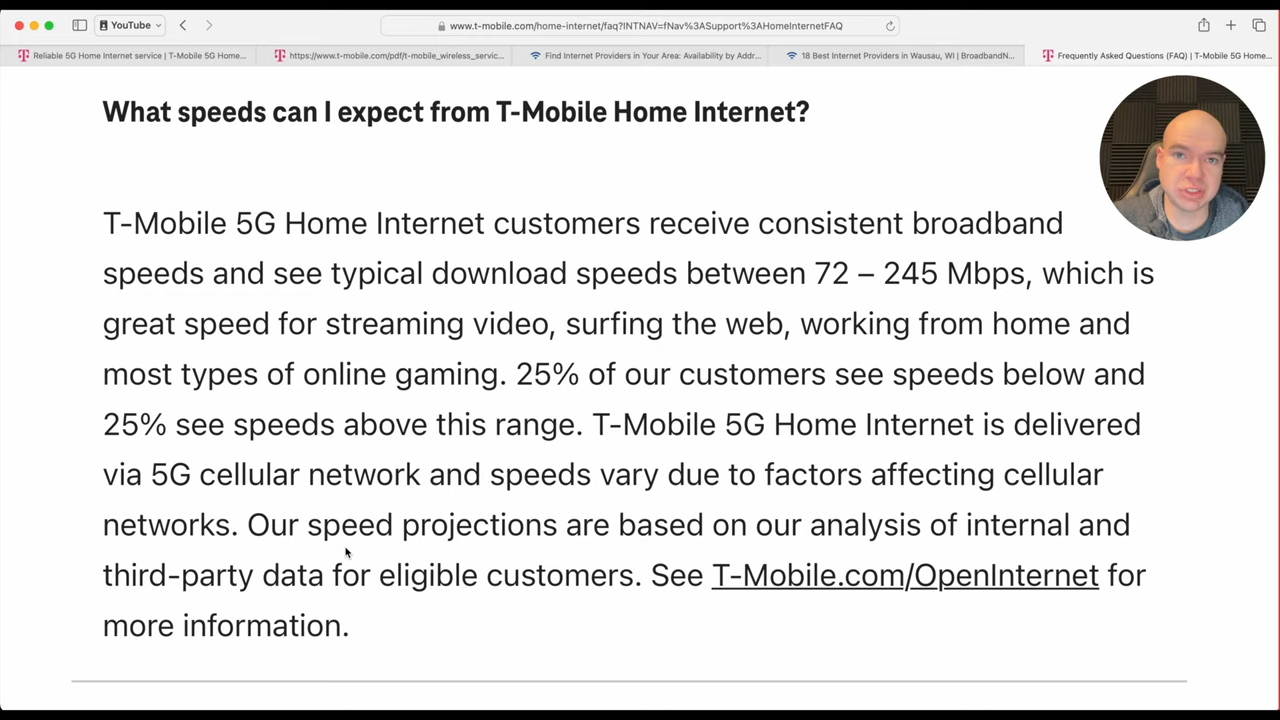 YouTube
www.t-mobile.com/home-internet/faq?INTNAV=fNav%3ASupport%3AHomeInternetFAQ
Reliable 5G Home Internet service | T-Mobile 5G Home...
https://www.t-mobile.com/pdf/t-mobile_wireless_servic...
Find Internet Providers in Your Area: Availability by Addr...
18 Best Internet Providers in Wausau, WI | BroadbandN...
Frequently Asked Questions (FAQ) | T-Mobile 5G Home...
What speeds can I expect from T-Mobile Home Internet?
T-Mobile 5G Home Internet customers receive consistent broadband
speeds and see typical download speeds between 72 – 245 Mbps, which is
great speed for streaming video, surfing the web, working from home and
most types of online gaming. 25% of our customers see speeds below and
25% see speeds above this range. T-Mobile 5G Home Internet is delivered
via 5G cellular network and speeds vary due to factors affecting cellular
networks. Our speed projections are based on our analysis of internal and
third-party data for eligible customers. See T-Mobile.com/OpenInternet for
more information.